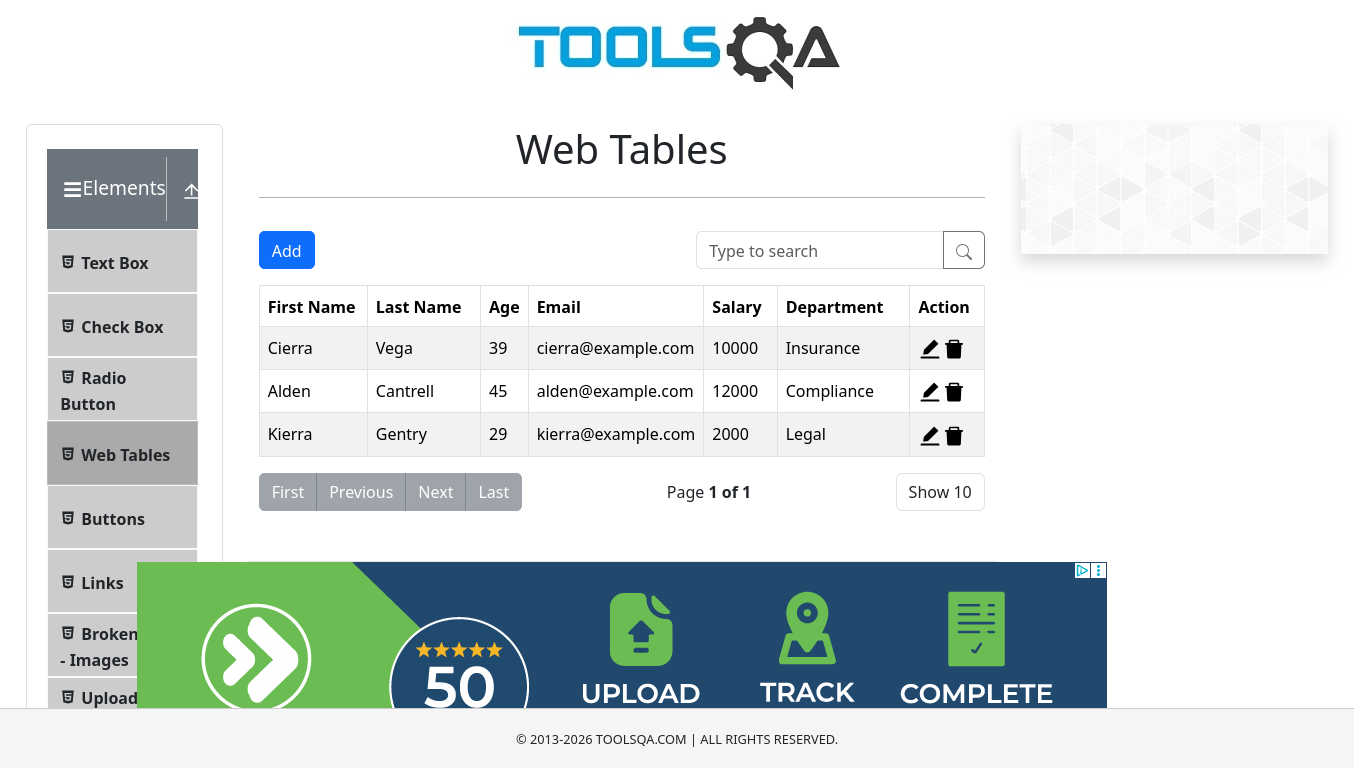 TOOLSQA
Elements
Text Box
Check Box
Radio
Button
Web Tables
Buttons
Links
Broken
- Images
Upload
Web Tables
Add
Type to search
First Name Last Name Age Email Salary Department Action
Cierra Vega 39 cierra@example.com 10000 Insurance
Alden Cantrell 45 alden@example.com 12000 Compliance
Kierra Gentry 29 kierra@example.com 2000 Legal
First Previous Next Last Page 1 of 1 Show 10
50
UPLOAD TRACK COMPLETE
© 2013-2026 TOOLSQA.COM | ALL RIGHTS RESERVED.